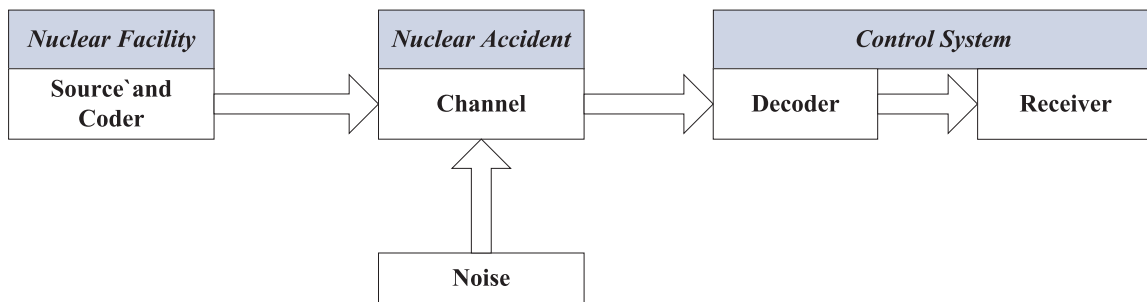 Nuclear Facility
Source`and
Coder
Nuclear Accident
Channel
Control System
Decoder
Receiver
Noise